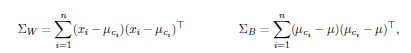 Σ_W = ∑_{i=1}^{n} (x_i − μ_{c_i})(x_i − μ_{c_i})^⊤ Σ_B = ∑_{i=1}^{n} (μ_{c_i} − μ)(μ_{c_i} − μ)^⊤,